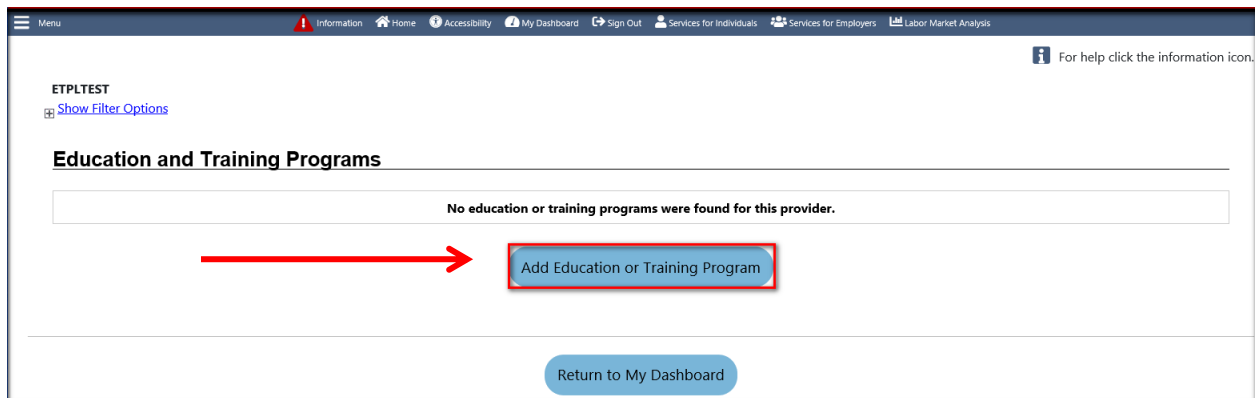 Menu Information Home Accessibility My Dashboard Sign Out Services for Individuals Services for Employers Labor Market Analysis
For help click the information icon.
ETPLTEST
Show Filter Options
Education and Training Programs
No education or training programs were found for this provider.
Add Education or Training Program
Return to My Dashboard